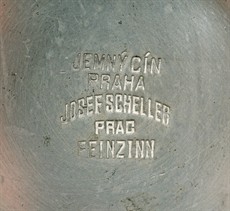 JEMNÝ CÍN
PRAHA
JOSEF SCHELLER
PRAG
FEINZINN